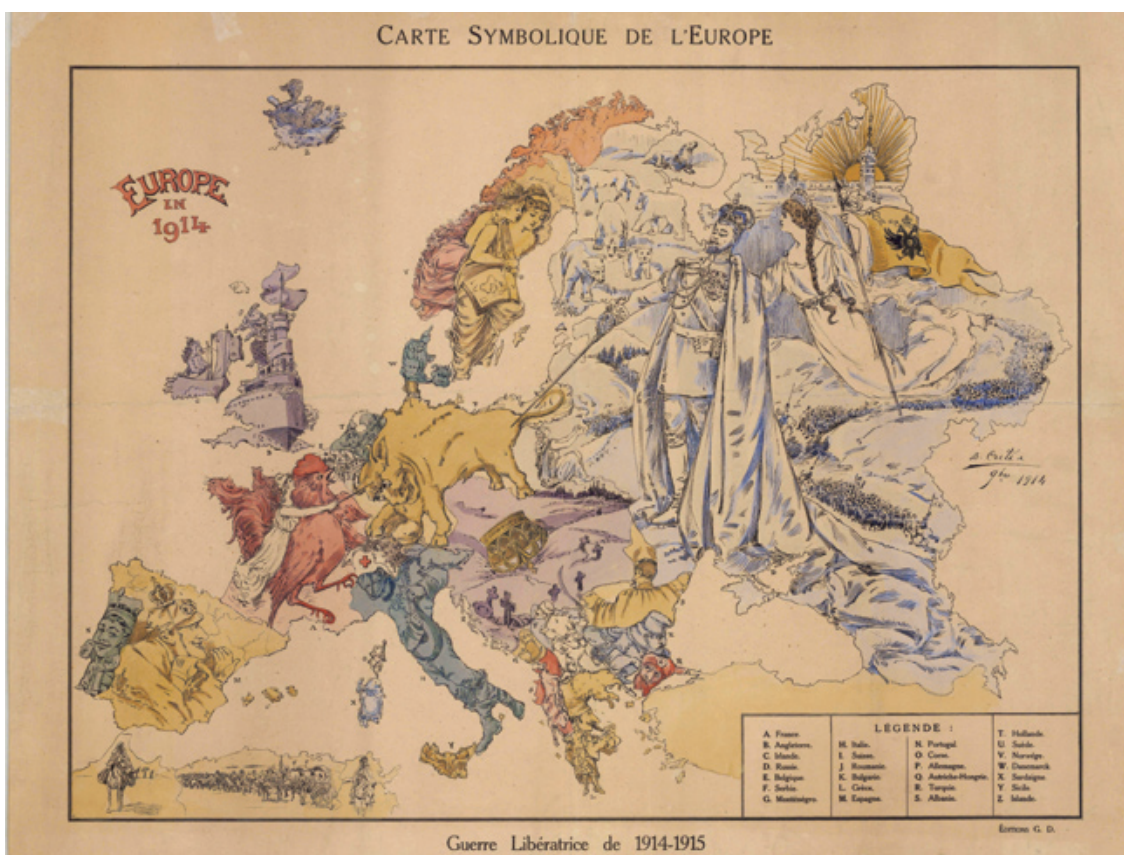 CARTE SYMBOLIQUE DE L'EUROPE
EUROPE
IN
1914
1914
LÉGENDE :
A France.
B. Angleterre.
C. Irlande.
D. Russie.
E. Belgique
F. Serbie.
G. Monténégro.
H. Italie.
I. Suisse.
J. Roumanie.
K. Bulgarie.
L. Grèce.
M. Espagne.
N. Portugal.
O. Corse.
P. Allemagne.
Q. Autriche-Hongrie.
R. Turquie.
S. Albanie.
T. Hollande.
U. Suède.
V. Norvège.
W. Danemark
X. Sardaigne
Y. Sicile.
Z. Islande.
Éditions G. D.
Guerre Libératrice de 1914-1915